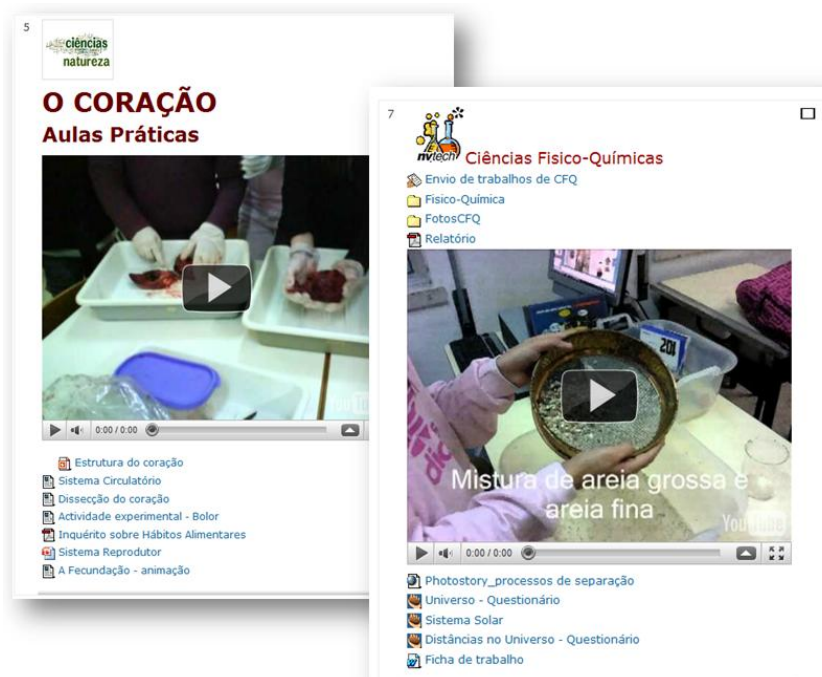 5
ciências
natureza
O CORAÇÃO
Aulas Práticas
0:00 / 0:00
Estrutura do coração
Sistema Circulatório
Dissecção do coração
Actividade experimental - Bolor
Inquérito sobre Hábitos Alimentares
Sistema Reprodutor
A Fecundação - animação
7
nvtech
Ciências Fisico-Químicas
Envio de trabalhos de CFQ
Fisico-Química
FotosCFQ
Relatório
201
Mistura de areia grossa e
areia fina
YouTube
0:00 / 0:00
Photostory_processos de separação
Universo - Questionário
Sistema Solar
Distâncias no Universo - Questionário
Ficha de trabalho